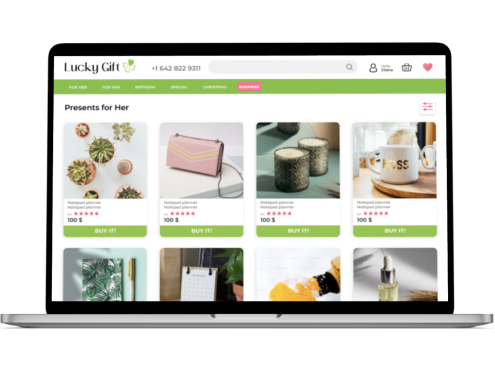 Lucky Gift
+1 642 822 9311
Hello
Diana
FOR HER FOR HIM BIRTHDAY SPECIAL CHRISTMAS SURPRISE
Presents for Her
BOSS
Notepad planner Notepad planner Notepad planner Notepad planner
Notepad planner Notepad planner Notepad planner Notepad planner
100 $ 100 $ 100 $ 100 $
BUY IT! BUY IT! BUY IT! BUY IT!